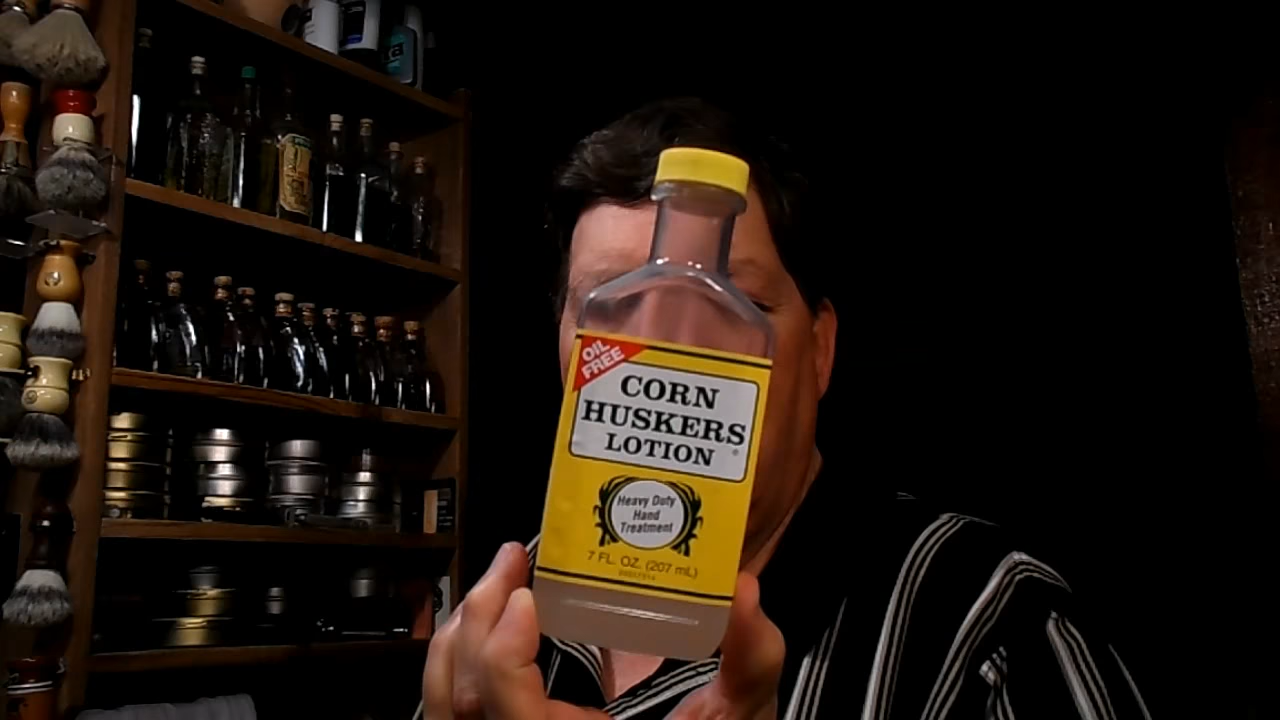 OIL
FREE
CORN
HUSKERS
LOTION®
Heavy Duty
Hand
Treatment
7 FL. OZ. (207 mL)